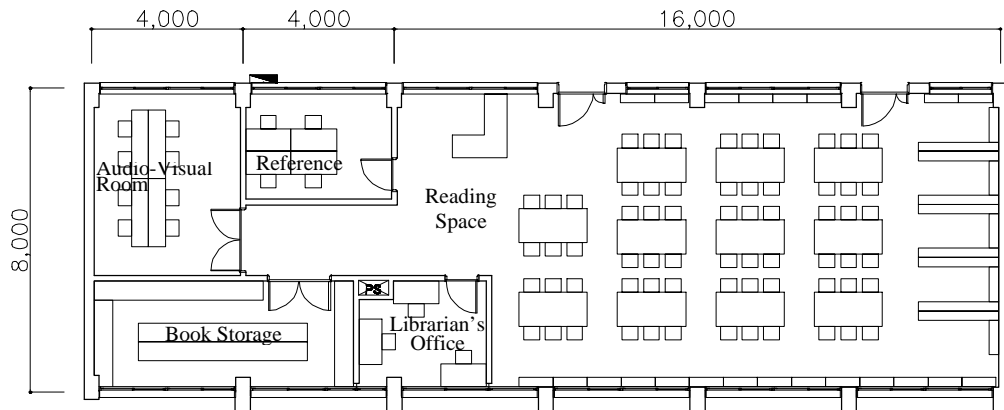 4,000
4,000
16,000
8,000
Audio-Visual
Room
Reference
Reading
Space
PS
Book Storage
Librarian's
Office